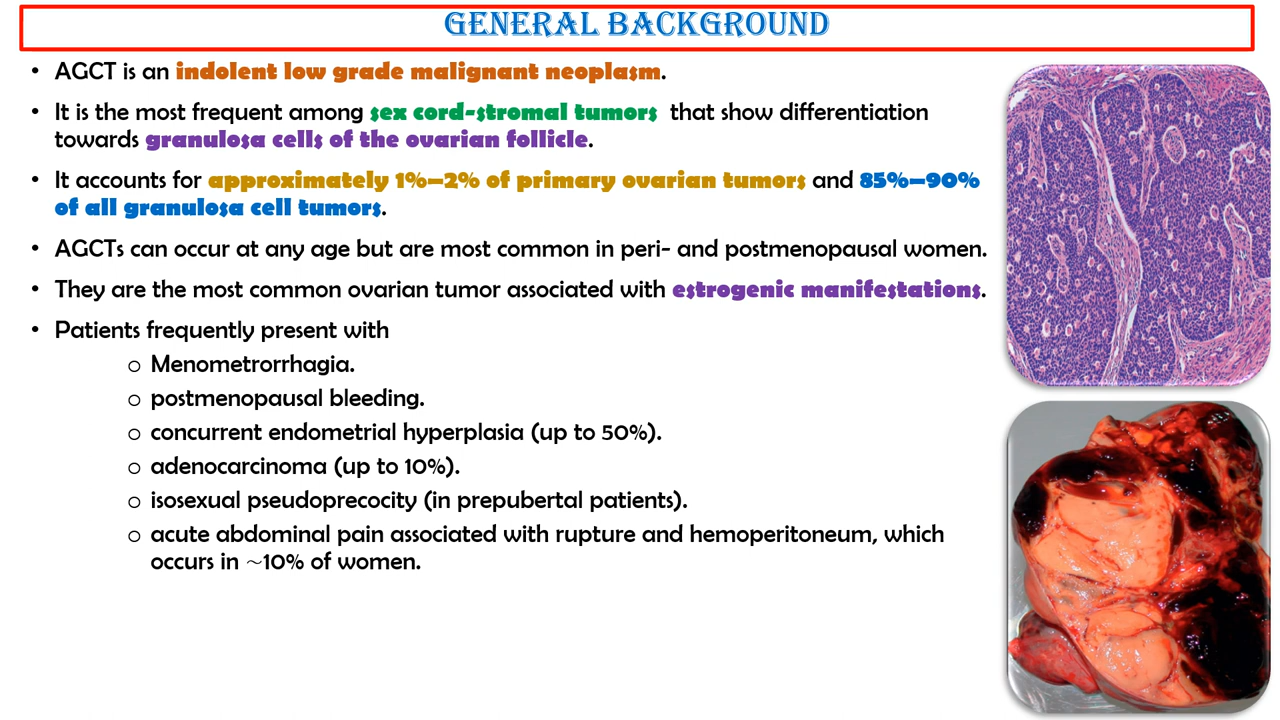 GENERAL BACKGROUND
• AGCT is an indolent low grade malignant neoplasm.
• It is the most frequent among sex cord-stromal tumors that show differentiation
towards granulosa cells of the ovarian follicle.
• It accounts for approximately 1%–2% of primary ovarian tumors and 85%–90%
of all granulosa cell tumors.
• AGCTs can occur at any age but are most common in peri- and postmenopausal women.
• They are the most common ovarian tumor associated with estrogenic manifestations.
• Patients frequently present with
o Menometrorrhagia.
o postmenopausal bleeding.
o concurrent endometrial hyperplasia (up to 50%).
o adenocarcinoma (up to 10%).
o isosexual pseudoprecocity (in prepubertal patients).
o acute abdominal pain associated with rupture and hemoperitoneum, which
occurs in ~10% of women.